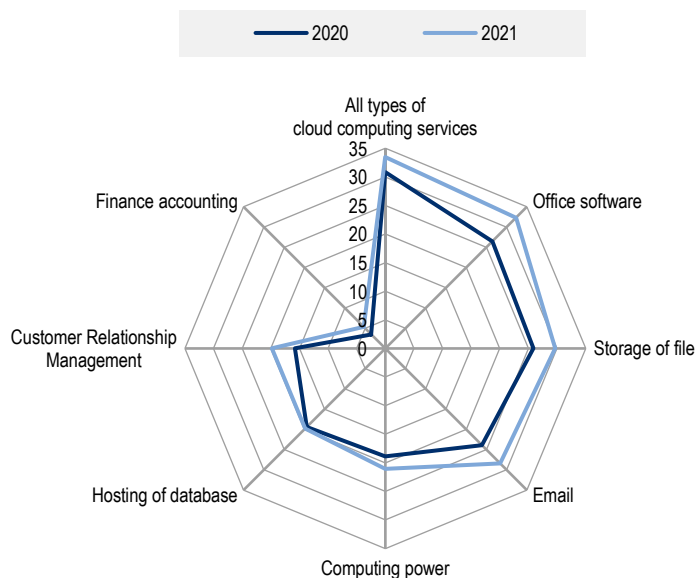 2020 2021
All types of
cloud computing services
35
30
25
20
15
10
5
0
Finance accounting
Office software
Customer Relationship
Management
Storage of file
Hosting of database
Email
Computing power